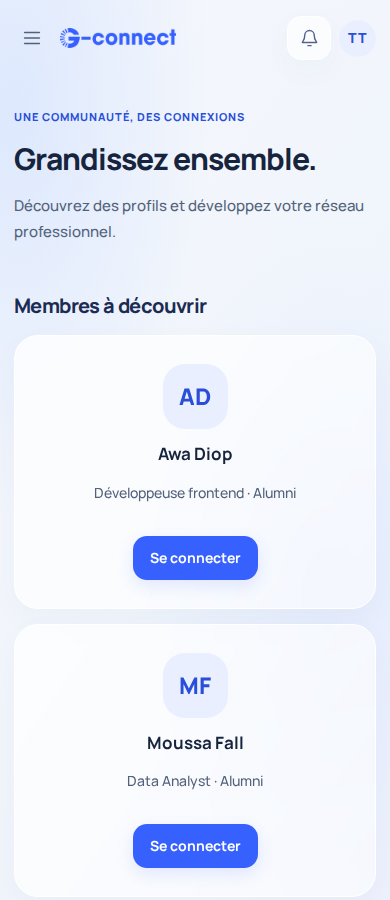 G-connect
TT
UNE COMMUNAUTÉ, DES CONNEXIONS
Grandissez ensemble.
Découvrez des profils et développez votre réseau
professionnel.
Membres à découvrir
AD
Awa Diop
Développeuse frontend · Alumni
Se connecter
MF
Moussa Fall
Data Analyst · Alumni
Se connecter